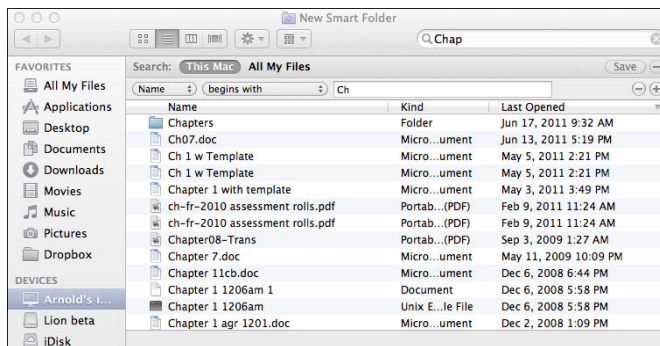 New Smart Folder
Chap
FAVORITES
All My Files
Applications
Desktop
Documents
Downloads
Movies
Music
Pictures
Dropbox
DEVICES
Arnold's i...
Lion beta
iDisk
Search: This Mac All My Files Save
Name begins with Ch
Name Kind Last Opened
Chapters Folder Jun 17, 2011 9:32 AM
Ch07.doc Micro...ument Jun 13, 2011 5:19 PM
Ch 1 w Template Micro...ument May 5, 2011 2:21 PM
Ch 1 w Template Micro...ument May 5, 2011 2:21 PM
Chapter 1 with template Micro...ument May 3, 2011 3:49 PM
ch-fr-2010 assessment rolls.pdf Portab...(PDF) Feb 9, 2011 11:24 AM
ch-fr-2010 assessment rolls.pdf Portab...(PDF) Feb 9, 2011 11:24 AM
Chapter08-Trans Portab...(PDF) Sep 3, 2009 1:27 AM
Chapter 7.doc Micro...ument May 11, 2009 10:09 PM
Chapter 11cb.doc Micro...ument Dec 6, 2008 6:44 PM
Chapter 1 1206am 1 Document Dec 6, 2008 5:58 PM
Chapter 1 1206am Unix E...le File Dec 6, 2008 5:58 PM
Chapter 1 agr 1201.doc Micro...ument Dec 2, 2008 1:09 PM